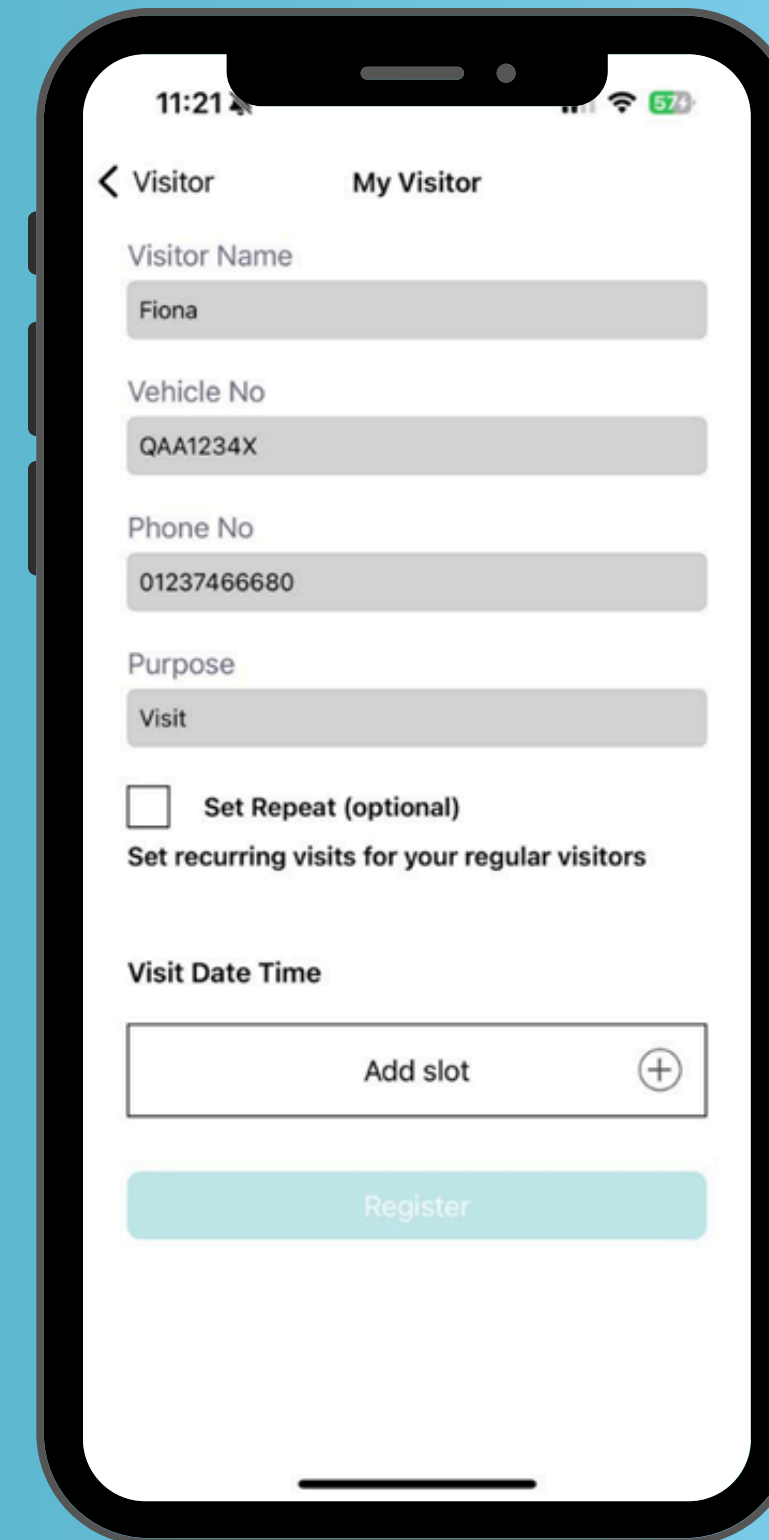 11:21
57
Visitor
My Visitor
Visitor Name
Fiona
Vehicle No
QAA1234X
Phone No
01237466680
Purpose
Visit
Set Repeat (optional)
Set recurring visits for your regular visitors
Visit Date Time
Add slot
Register